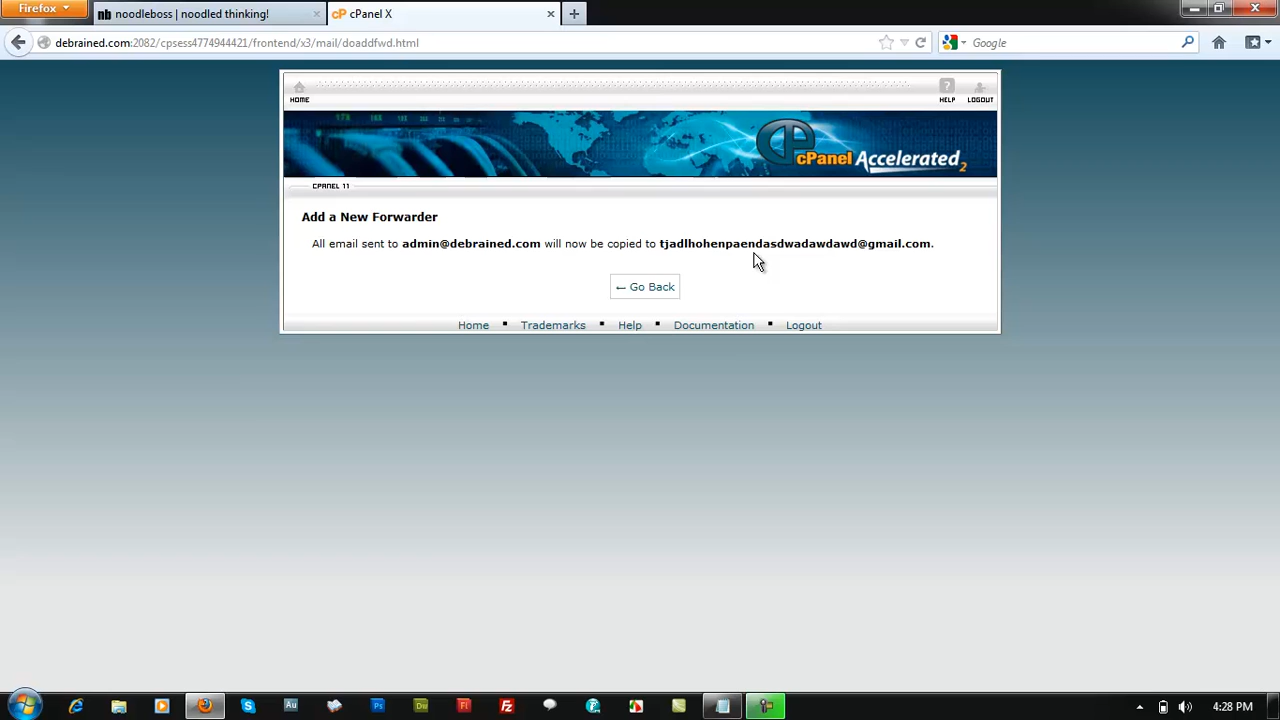 Firefox
noodleboss | noodled thinking!
cPanel X
debrained.com:2082/cpsess4774944421/frontend/x3/mail/doaddfwd.html
Google
HOME
HELP
LOGOUT
cPanel Accelerated 2
CPANEL 11
Add a New Forwarder
All email sent to admin@debrained.com will now be copied to tjadlhohenpaendasdwadawdawd@gmail.com.
← Go Back
Home ▪ Trademarks ▪ Help ▪ Documentation ▪ Logout
4:28 PM